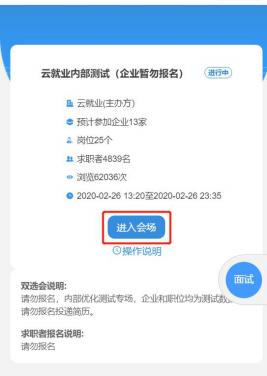 云就业内部测试（企业暂勿报名） 进行中
云就业(主办方)
预计参加企业13家
岗位25个
求职者4839名
浏览62036次
2020-02-26 13:20至2020-02-26 23:35
进入会场
操作说明
面试
双选会说明:
请勿报名，内部优化测试专场，企业和职位均为测试数
请勿报名投递简历。
求职者报名说明:
请勿报名